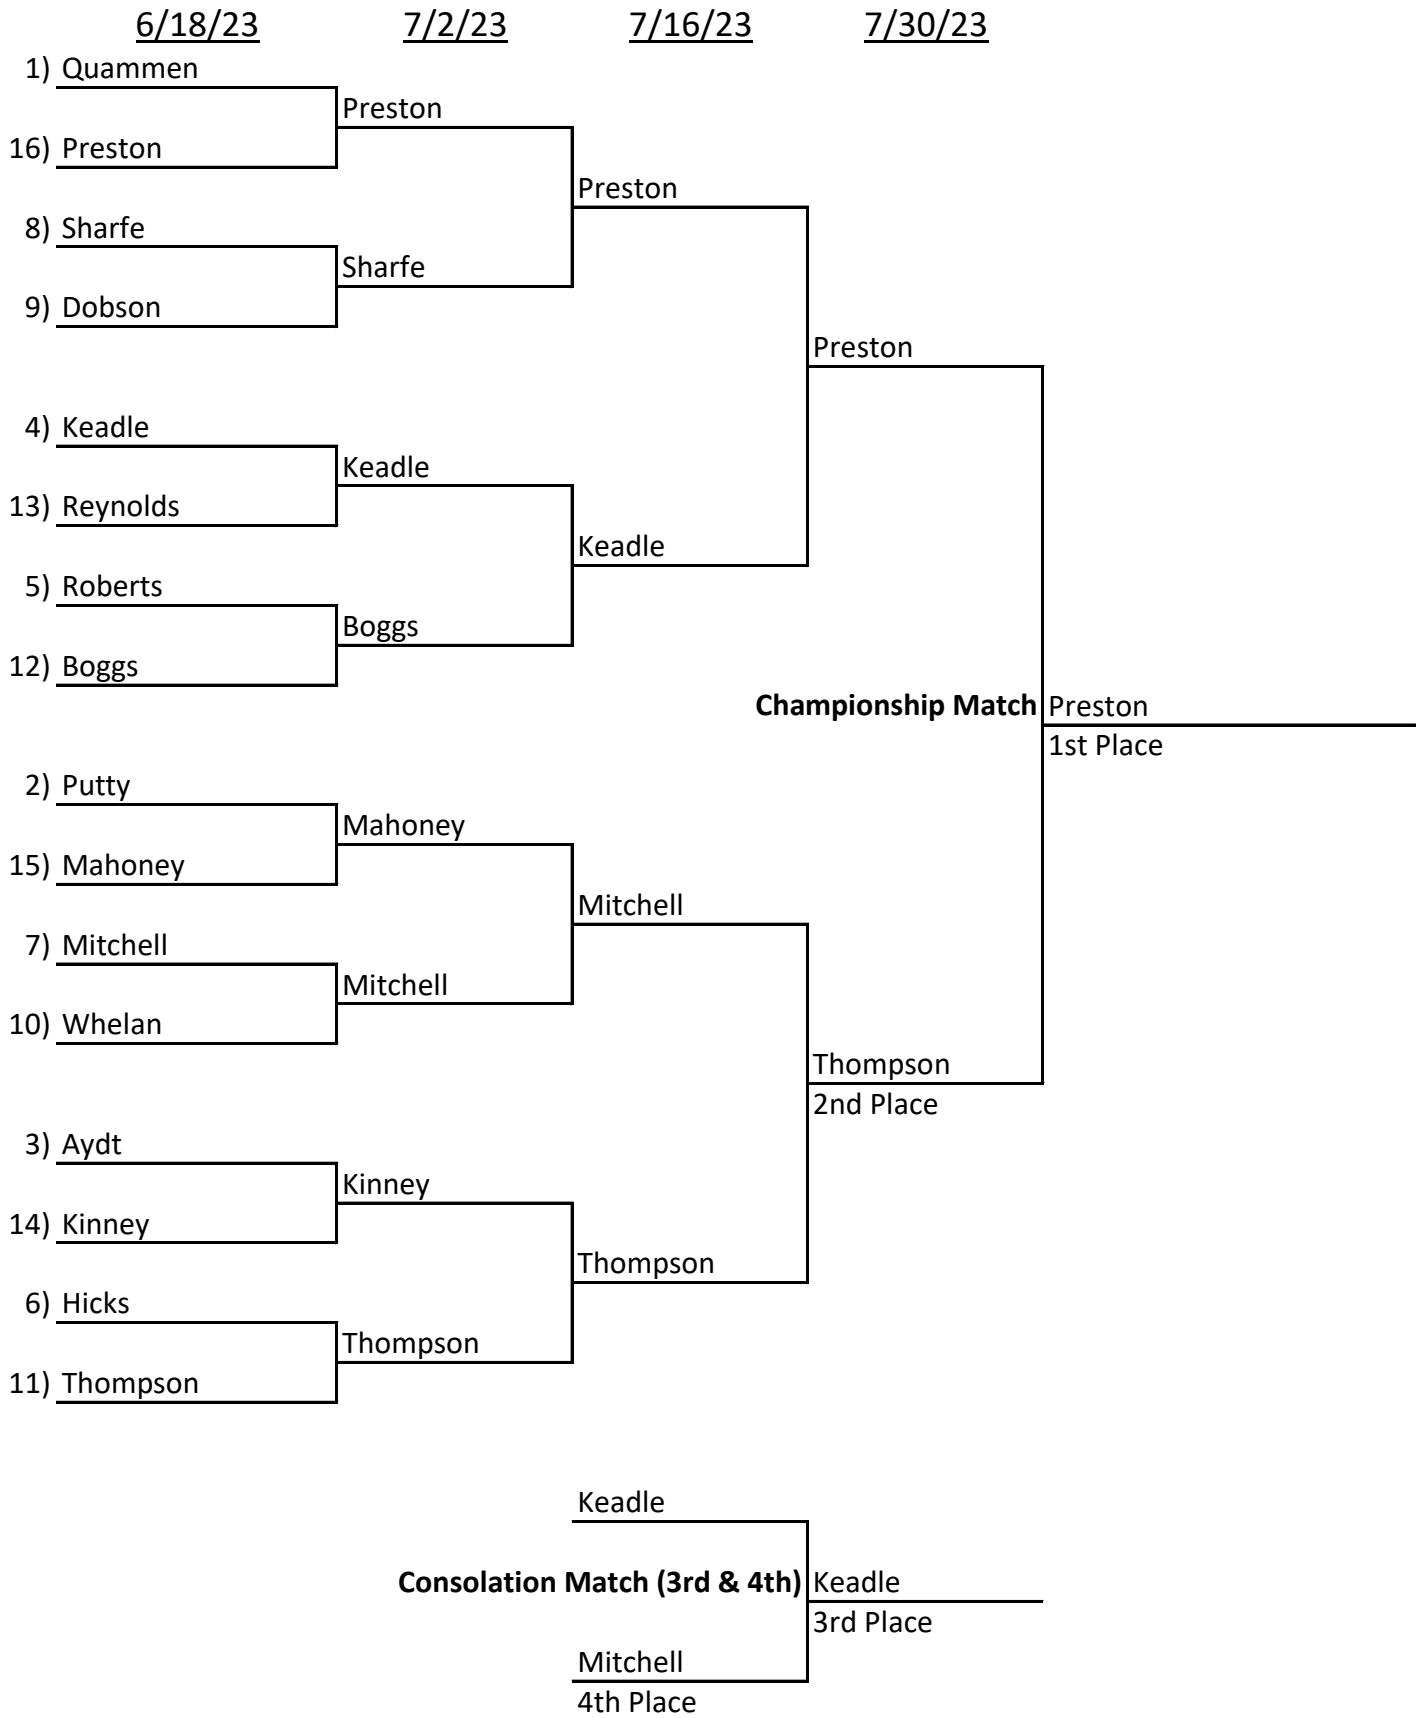 6/18/23 7/2/23 7/16/23 7/30/23
1) Quammen
Preston
16) Preston
Preston
8) Sharfe
Sharfe
9) Dobson
Preston
4) Keadle
Keadle
13) Reynolds
Keadle
5) Roberts
Boggs
12) Boggs
Championship Match Preston
1st Place
2) Putty
Mahoney
15) Mahoney
Mitchell
7) Mitchell
Mitchell
10) Whelan
Thompson
2nd Place
3) Aydt
Kinney
14) Kinney
Thompson
6) Hicks
Thompson
11) Thompson
Keadle
Consolation Match (3rd & 4th) Keadle
3rd Place
Mitchell
4th Place